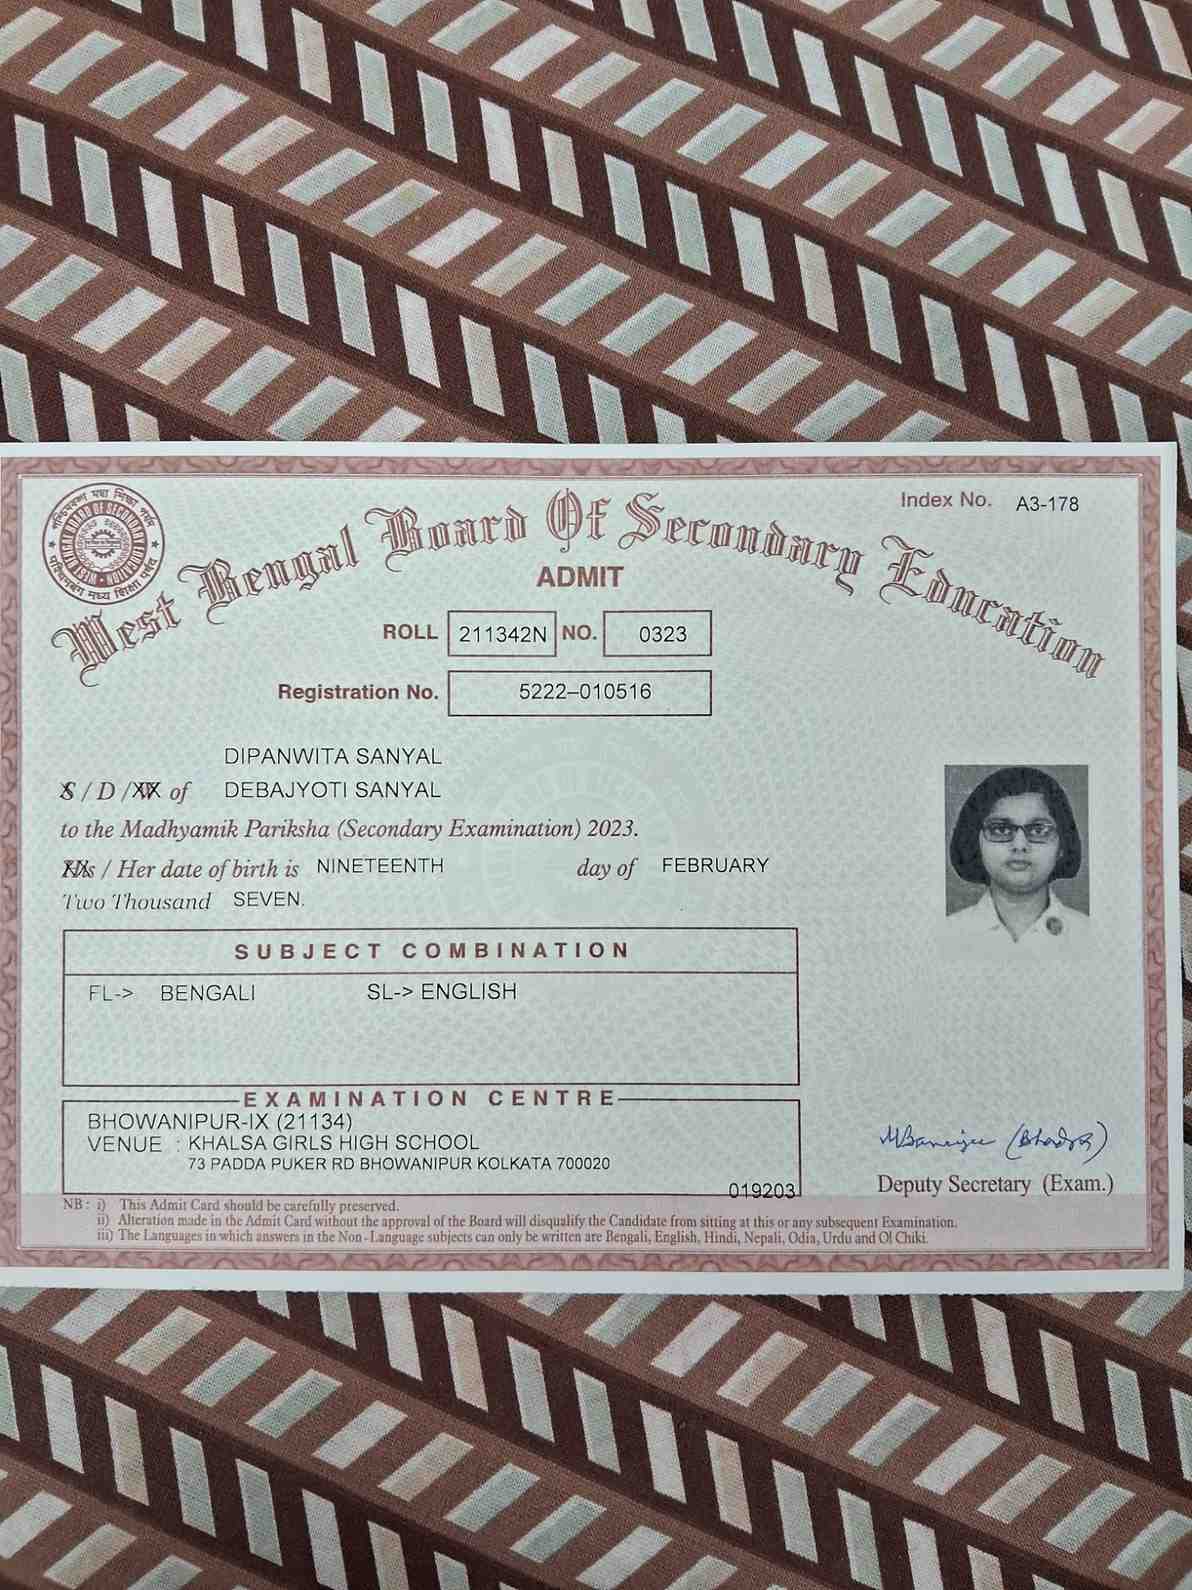 West Bengal Board Of Secondary Education
Index No. A3-178
ADMIT
ROLL 211342N NO. 0323
Registration No. 5222–010516
DIPANWITA SANYAL
S / D / W of DEBAJYOTI SANYAL
to the Madhyamik Pariksha (Secondary Examination) 2023.
His / Her date of birth is NINETEENTH day of FEBRUARY
Two Thousand SEVEN.
SUBJECT COMBINATION
FL-> BENGALI SL-> ENGLISH
EXAMINATION CENTRE
BHOWANIPUR-IX (21134)
VENUE : KHALSA GIRLS HIGH SCHOOL
73 PADDA PUKER RD BHOWANIPUR KOLKATA 700020
019203
Deputy Secretary (Exam.)
NB : i) This Admit Card should be carefully preserved.
ii) Alteration made in the Admit Card without the approval of the Board will disqualify the Candidate from sitting at this or any subsequent Examination.
iii) The Languages in which answers in the Non-Language subjects can only be written are Bengali, English, Hindi, Nepali, Odia, Urdu and Ol Chiki.